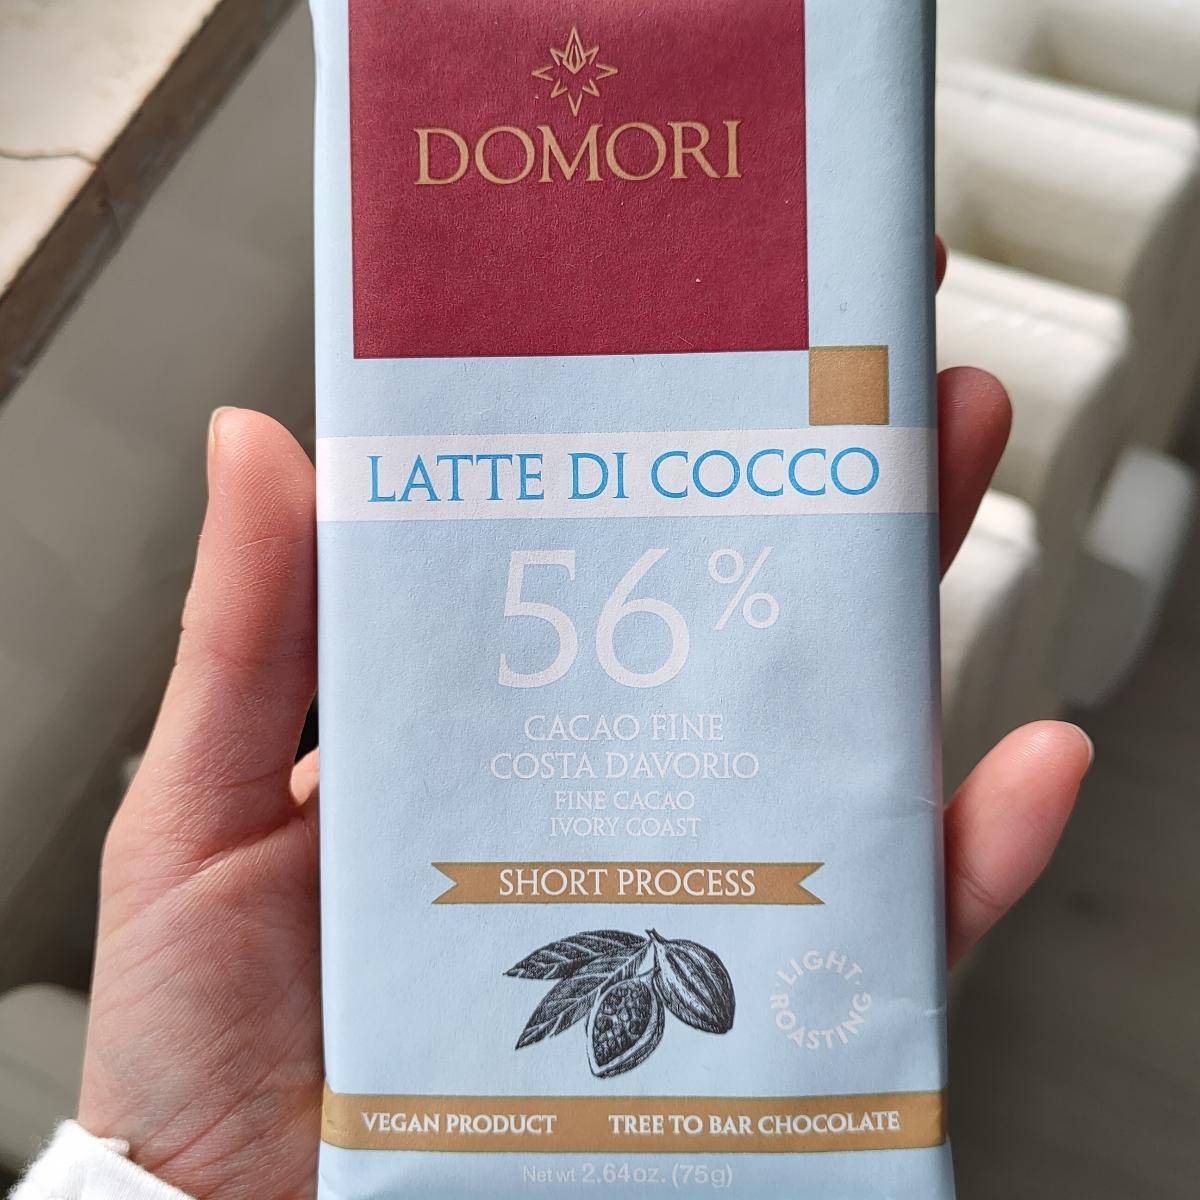 DOMORI
LATTE DI COCCO
56%
CACAO FINE
COSTA D'AVORIO
FINE CACAO
IVORY COAST
SHORT PROCESS
·LIGHT·
ROASTING
VEGAN PRODUCT TREE TO BAR CHOCOLATE
Net wt 2.64oz. (75g)